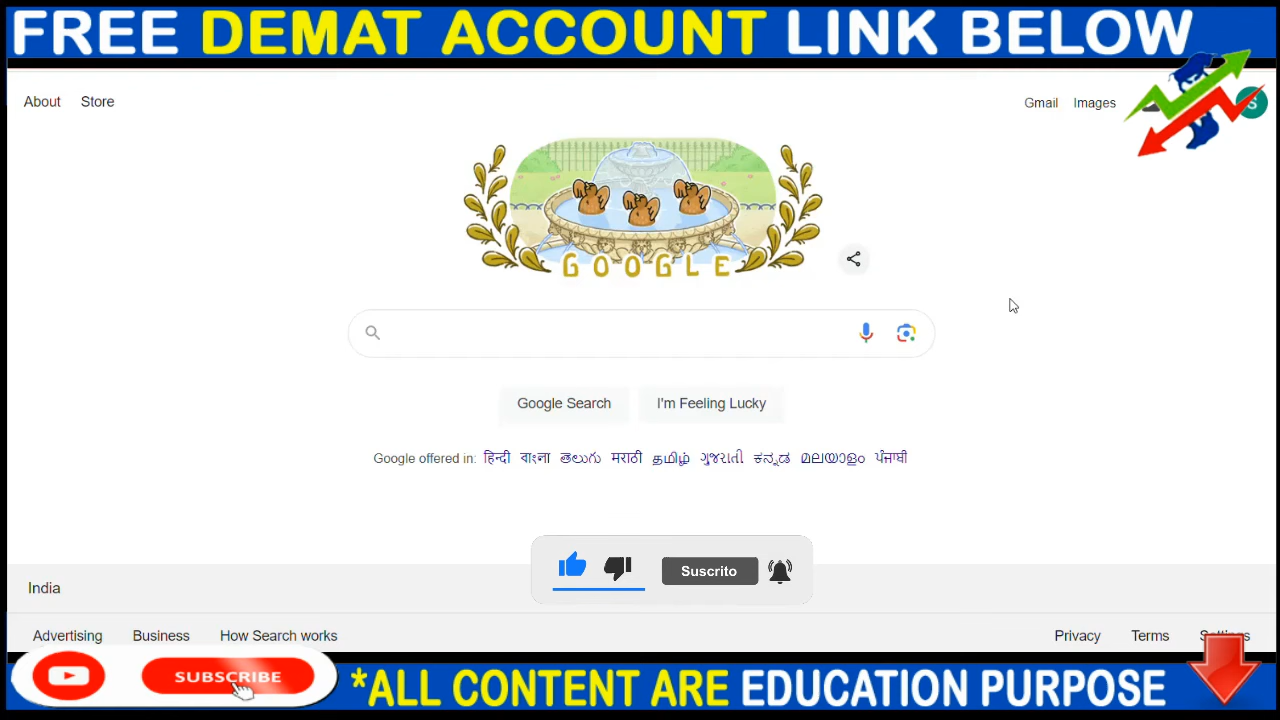 FREE DEMAT ACCOUNT LINK BELOW
About Store Gmail Images S
GOOGLE
Google Search I'm Feeling Lucky
Google offered in: हिन्दी বাংলা తెలుగు मराठी தமிழ் ગુજરાતી ಕನ್ನಡ മലയാളം ਪੰਜਾਬੀ
Suscrito
India
Advertising Business How Search works Privacy Terms Settings
SUBSCRIBE
*ALL CONTENT ARE EDUCATION PURPOSE